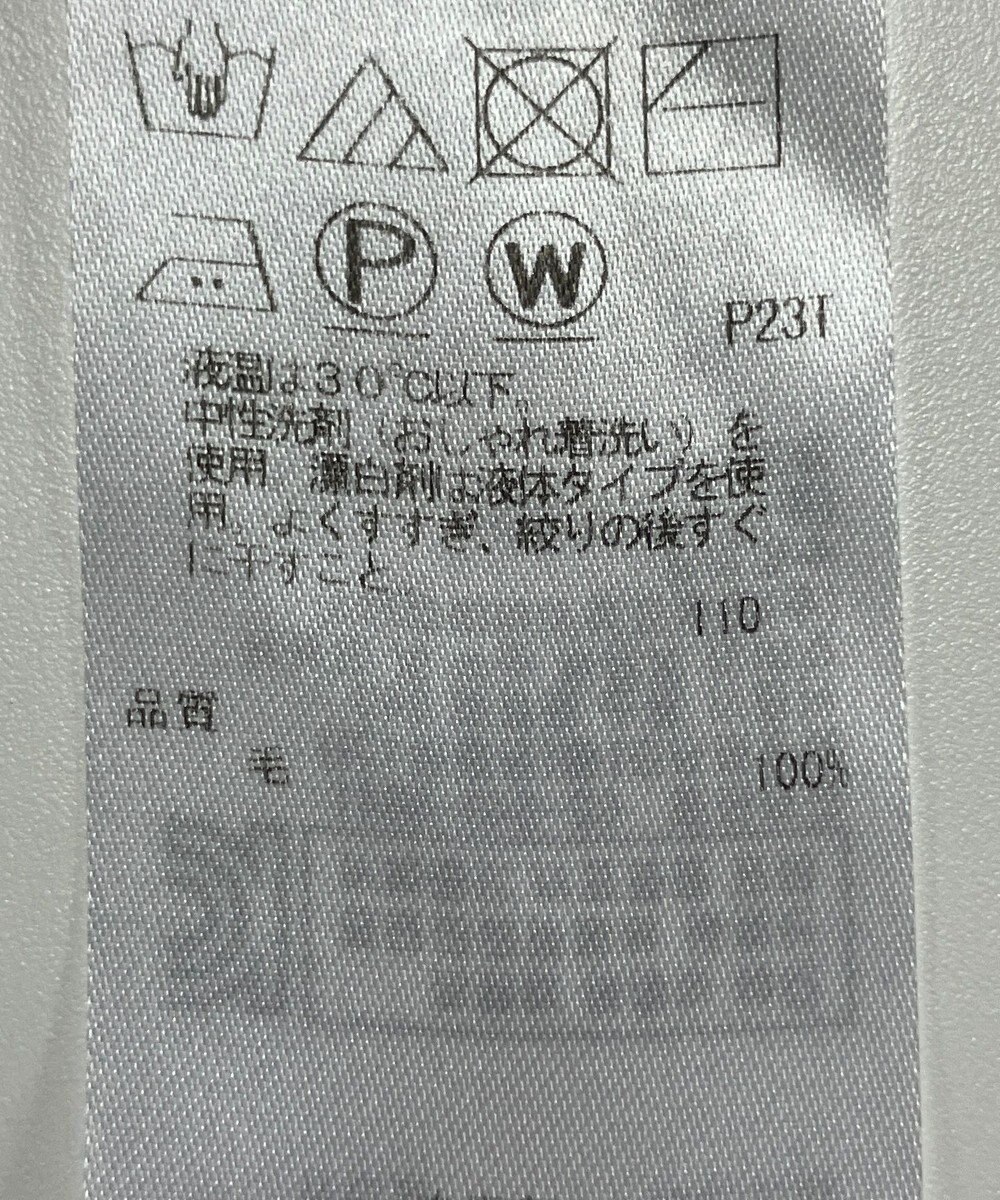 P
W
P23T
液温は30℃以下。
中性洗剤(おしゃれ着洗い)を
使用 漂白剤は液体タイプを使
用。よくすすぎ、絞りの後すぐ
に干すこと。
110
品質
毛 100%